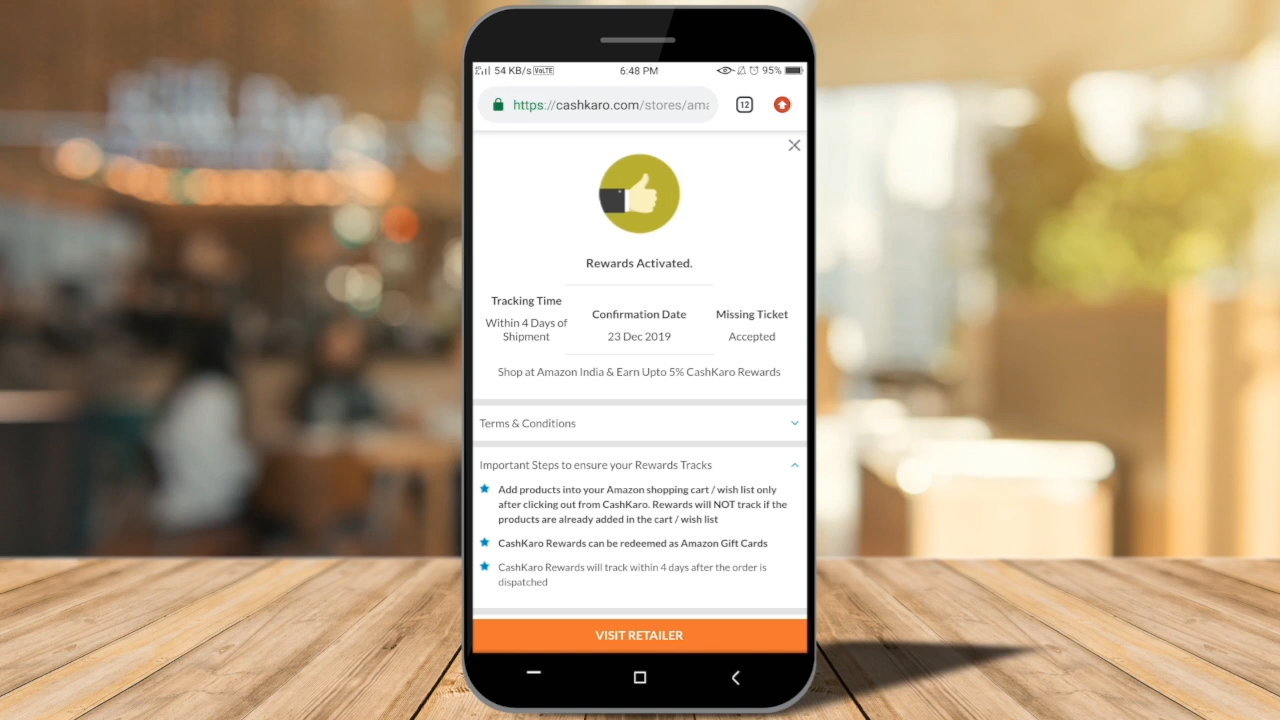 54 KB/s VoLTE 6:48 PM 95%
https://cashkaro.com/stores/ama
12
Rewards Activated.
Tracking Time
Within 4 Days of
Shipment
Confirmation Date
23 Dec 2019
Missing Ticket
Accepted
Shop at Amazon India & Earn Upto 5% CashKaro Rewards
Terms & Conditions
Important Steps to ensure your Rewards Tracks
Add products into your Amazon shopping cart / wish list only
after clicking out from CashKaro. Rewards will NOT track if the
products are already added in the cart / wish list
CashKaro Rewards can be redeemed as Amazon Gift Cards
CashKaro Rewards will track within 4 days after the order is
dispatched
VISIT RETAILER